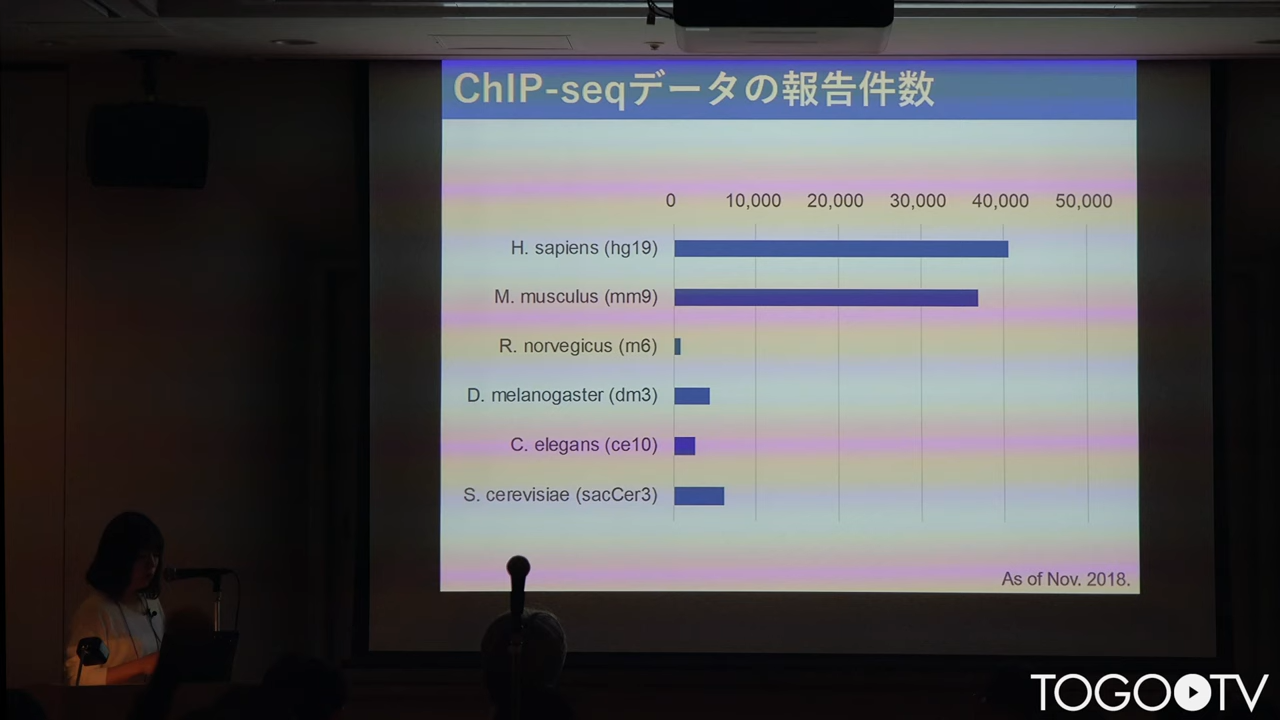 ChIP-seqデータの報告件数
0 10,000 20,000 30,000 40,000 50,000
H. sapiens (hg19)
M. musculus (mm9)
R. norvegicus (rn6)
D. melanogaster (dm3)
C. elegans (ce10)
S. cerevisiae (sacCer3)
As of Nov. 2018.
TOGO TV